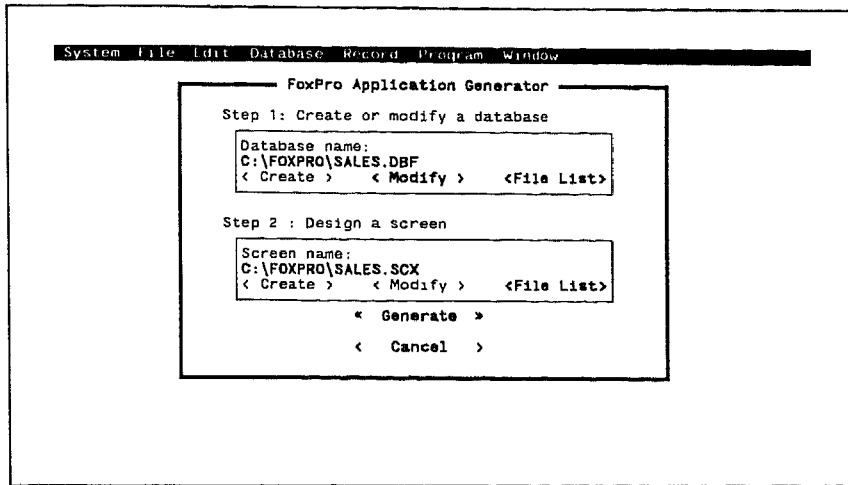 System File Edit Database Record Program Window
FoxPro Application Generator
Step 1: Create or modify a database
Database name:
C:\FOXPRO\SALES.DBF
< Create > < Modify > <File List>
Step 2 : Design a screen
Screen name:
C:\FOXPRO\SALES.SCX
< Create > < Modify > <File List>
« Generate »
< Cancel >